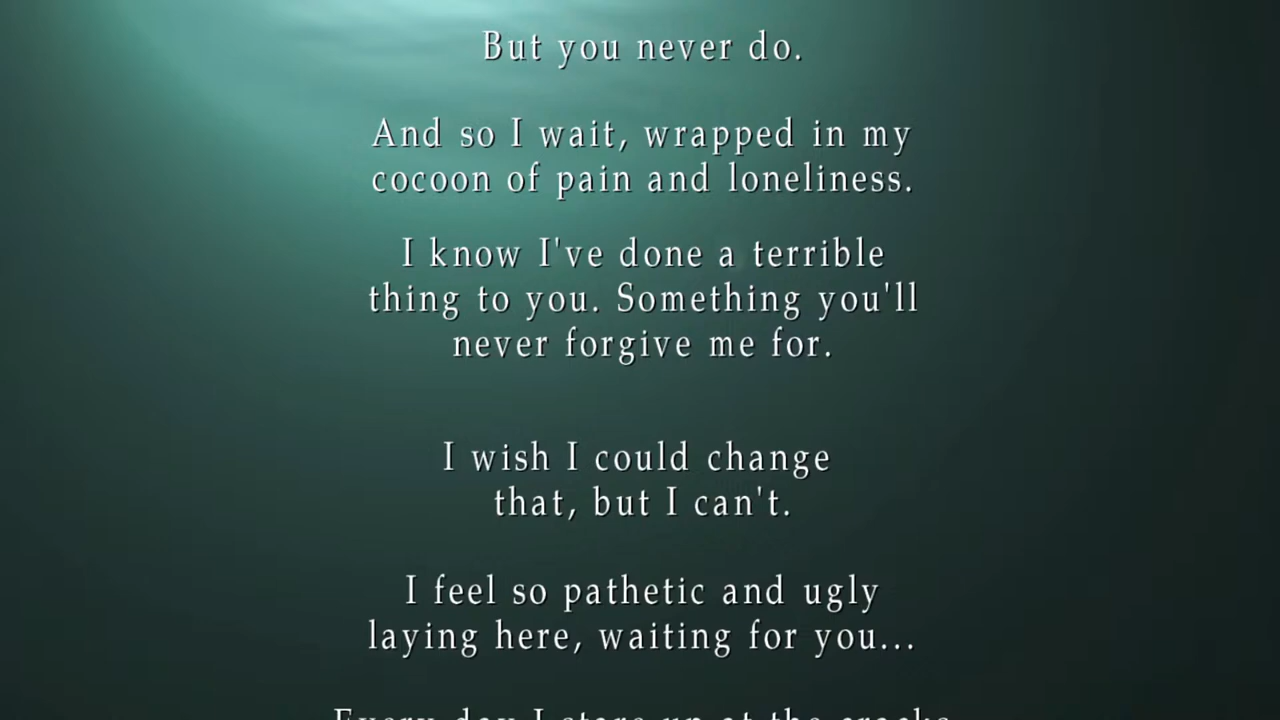 But you never do.
And so I wait, wrapped in my
cocoon of pain and loneliness.
I know I've done a terrible
thing to you. Something you'll
never forgive me for.
I wish I could change
that, but I can't.
I feel so pathetic and ugly
laying here, waiting for you...
Every day I stare up at the cracks